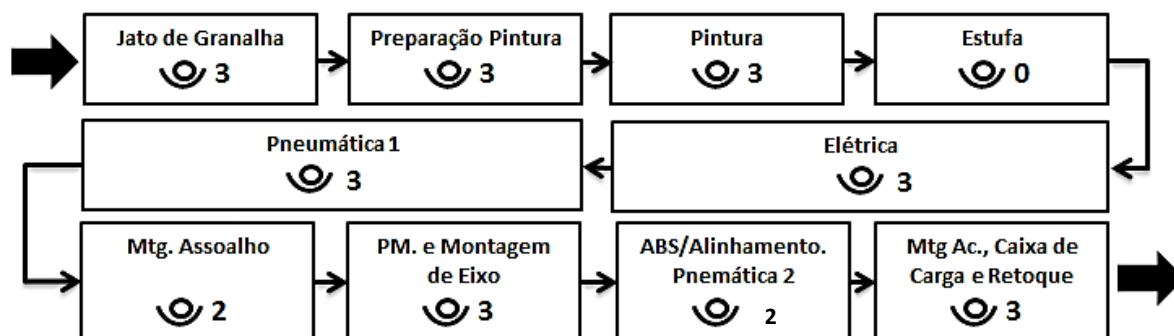 Jato de Granalha
3
Preparação Pintura
3
Pintura
3
Estufa
0
Elétrica
3
Pneumática 1
3
Mtg. Assoalho
2
PM. e Montagem
de Eixo
3
ABS/Alinhamento.
Pnemática 2
2
Mtg Ac., Caixa de
Carga e Retoque
3